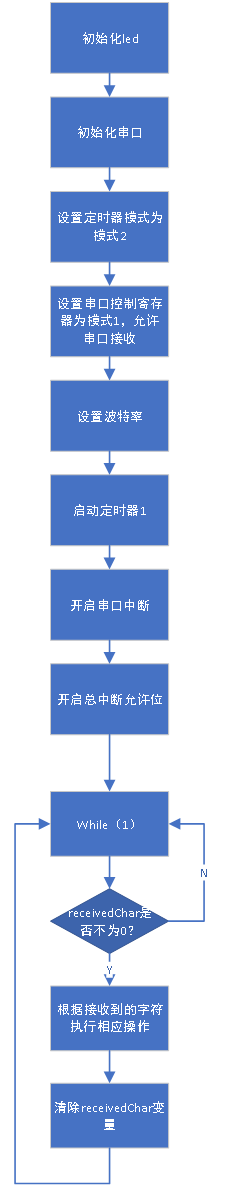 初始化led
初始化串口
设置定时器模式为
模式2
设置串口控制寄存
器为模式1，允许
串口接收
设置波特率
启动定时器1
开启串口中断
开启总中断允许位
While（1）
receivedChar是
否不为0？
N
Y
根据接收到的字符
执行相应操作
清除receivedChar变
量